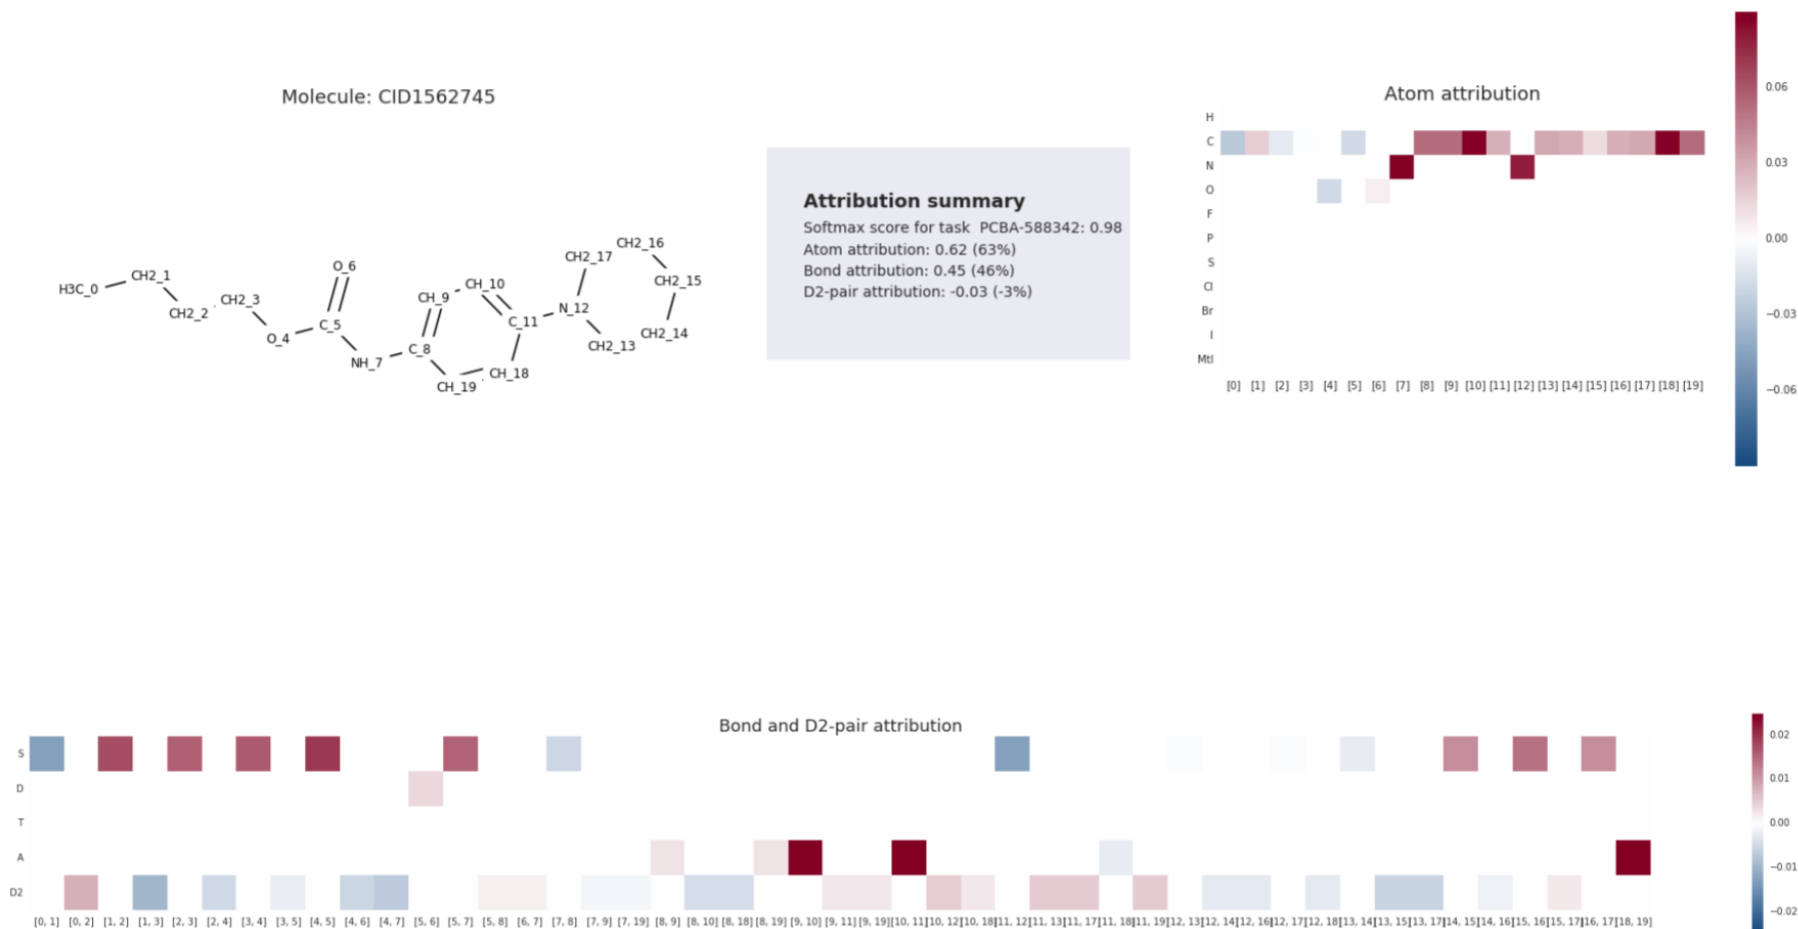 Molecule: CID1562745
H3C_0
CH2_1
CH2_2
CH2_3
O_4
C_5
O_6
NH_7
C_8
CH_9
CH_10
C_11
N_12
CH2_13
CH2_14
CH2_15
CH2_16
CH2_17
CH_18
CH_19
Attribution summary
Softmax score for task PCBA-588342: 0.98
Atom attribution: 0.62 (63%)
Bond attribution: 0.45 (46%)
D2-pair attribution: -0.03 (-3%)
Atom attribution
H
C
N
O
F
P
S
Cl
Br
I
Mtl
[0] [1] [2] [3] [4] [5] [6] [7] [8] [9] [10] [11] [12] [13] [14] [15] [16] [17] [18] [19]
0.06
0.03
0.00
−0.03
−0.06
Bond and D2-pair attribution
S
D
T
A
D2
[0, 1] [0, 2] [1, 2] [1, 3] [2, 3] [2, 4] [3, 4] [3, 5] [4, 5] [4, 6] [4, 7] [5, 6] [5, 7] [5, 8] [6, 7] [7, 8] [7, 9] [7, 19] [8, 9] [8, 10] [8, 18] [8, 19] [9, 10] [9, 11] [9, 19] [10, 11] [10, 12] [10, 18] [11, 12] [11, 13] [11, 17] [11, 18] [11, 19] [12, 13] [12, 14] [12, 16] [12, 17] [12, 18] [13, 14] [13, 15] [13, 17] [14, 15] [14, 16] [15, 16] [15, 17] [16, 17] [18, 19]
0.02
0.01
0.00
−0.01
−0.02